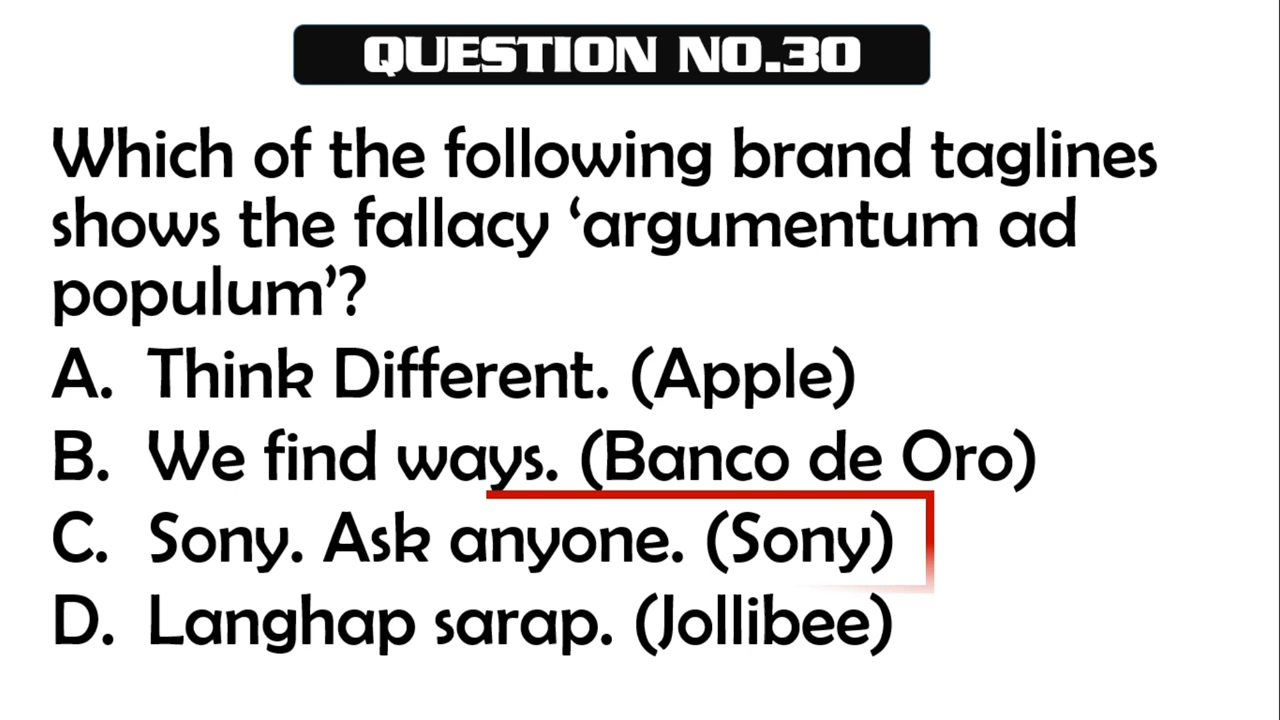 QUESTION NO.30
Which of the following brand taglines
shows the fallacy ‘argumentum ad
populum’?
A. Think Different. (Apple)
B. We find ways. (Banco de Oro)
C. Sony. Ask anyone. (Sony)
D. Langhap sarap. (Jollibee)